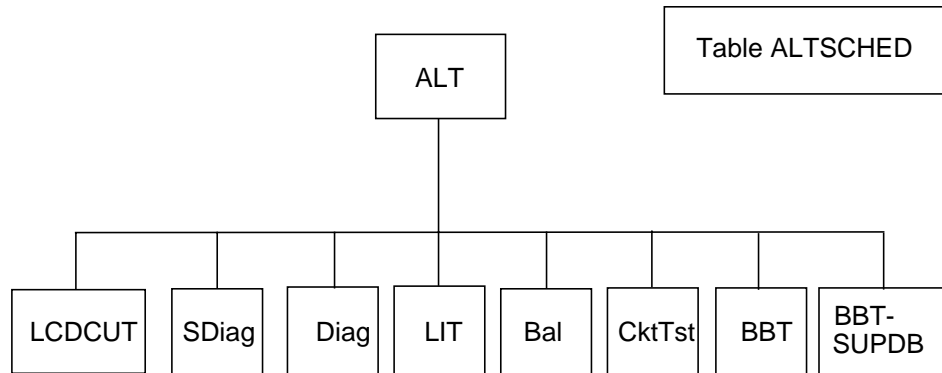 Table ALTSCHED
ALT
LCDCUT SDiag Diag LIT Bal CktTst BBT BBT-
SUPDB